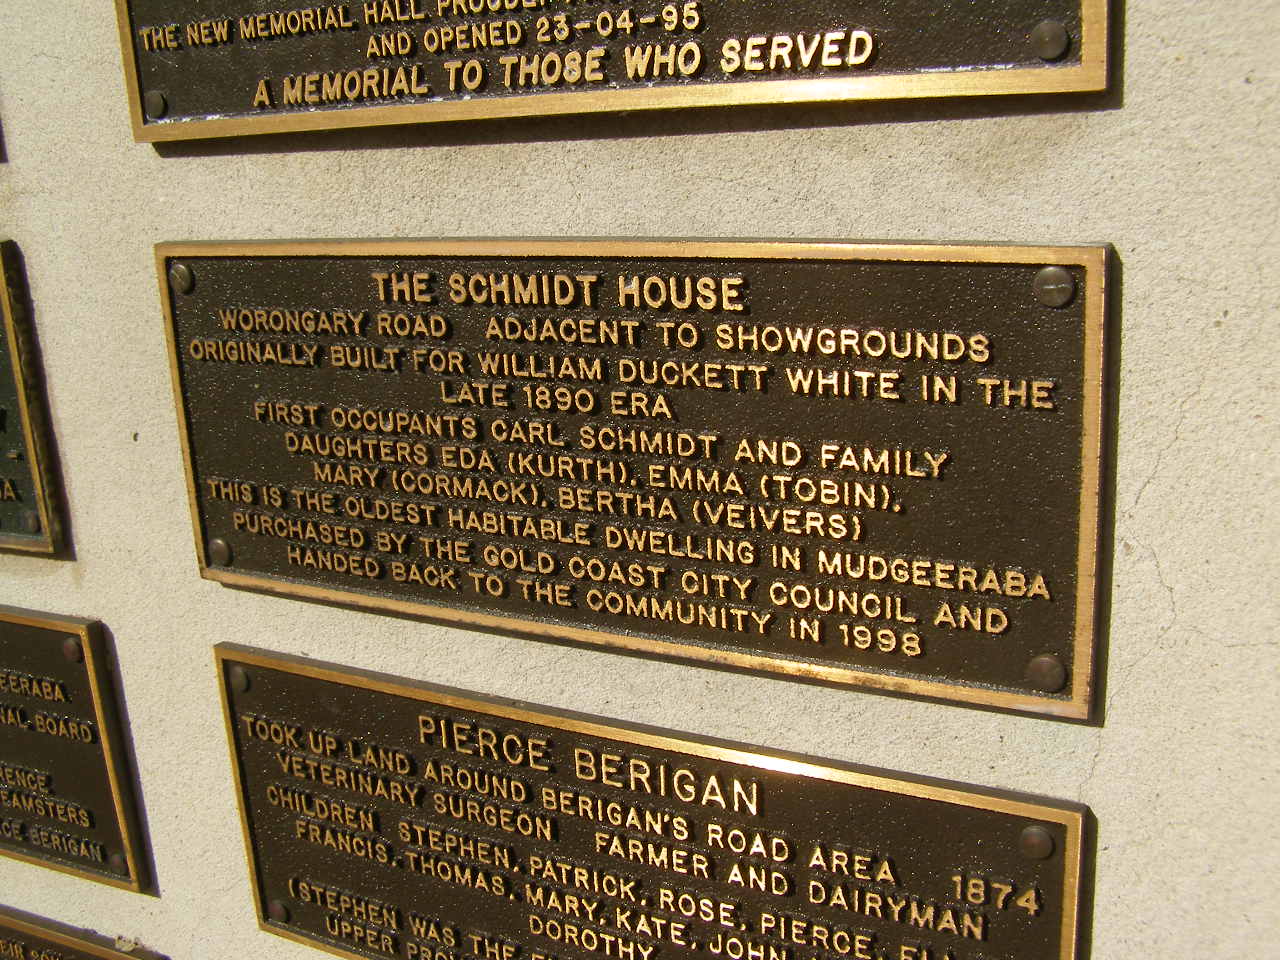 THE NEW MEMORIAL HALL
AND OPENED 23-04-95
A MEMORIAL TO THOSE WHO SERVED
THE SCHMIDT HOUSE
WORONGARY ROAD ADJACENT TO SHOWGROUNDS
ORIGINALLY BUILT FOR WILLIAM DUCKETT WHITE IN THE
LATE 1890 ERA
FIRST OCCUPANTS CARL SCHMIDT AND FAMILY
DAUGHTERS EDA (KURTH), EMMA (TOBIN),
MARY (CORMACK), BERTHA (VEIVERS)
THIS IS THE OLDEST HABITABLE DWELLING IN MUDGEERABA
PURCHASED BY THE GOLD COAST CITY COUNCIL AND
HANDED BACK TO THE COMMUNITY IN 1998
PIERCE BERIGAN
TOOK UP LAND AROUND BERIGAN'S ROAD AREA 1874
VETERINARY SURGEON FARMER AND DAIRYMAN
CHILDREN STEPHEN, PATRICK, ROSE, PIERCE,
FRANCIS, THOMAS, MARY, KATE, JOHN,
DOROTHY
(STEPHEN WAS THE
UPPER
BOARD
BERIGAN